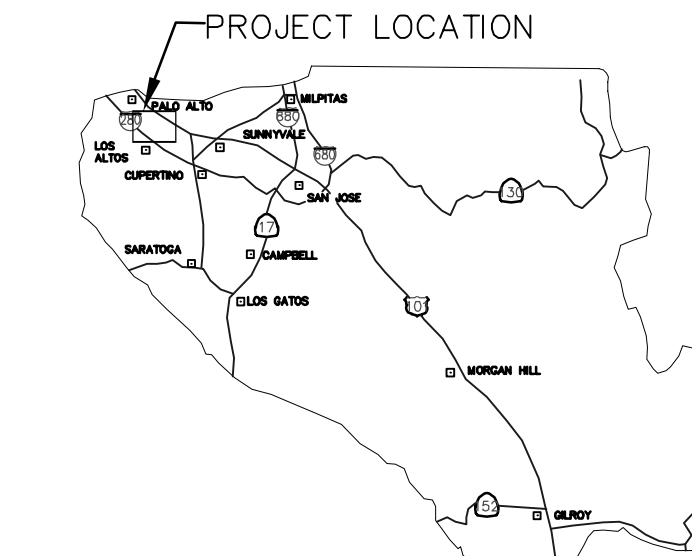 PROJECT LOCATION
MILPITAS
PALO ALTO
280
880
SUNNYVALE
LOS
ALTOS
680
CUPERTINO
130
SAN JOSE
17
SARATOGA
CAMPBELL
LOS GATOS
101
MORGAN HILL
152
GILROY